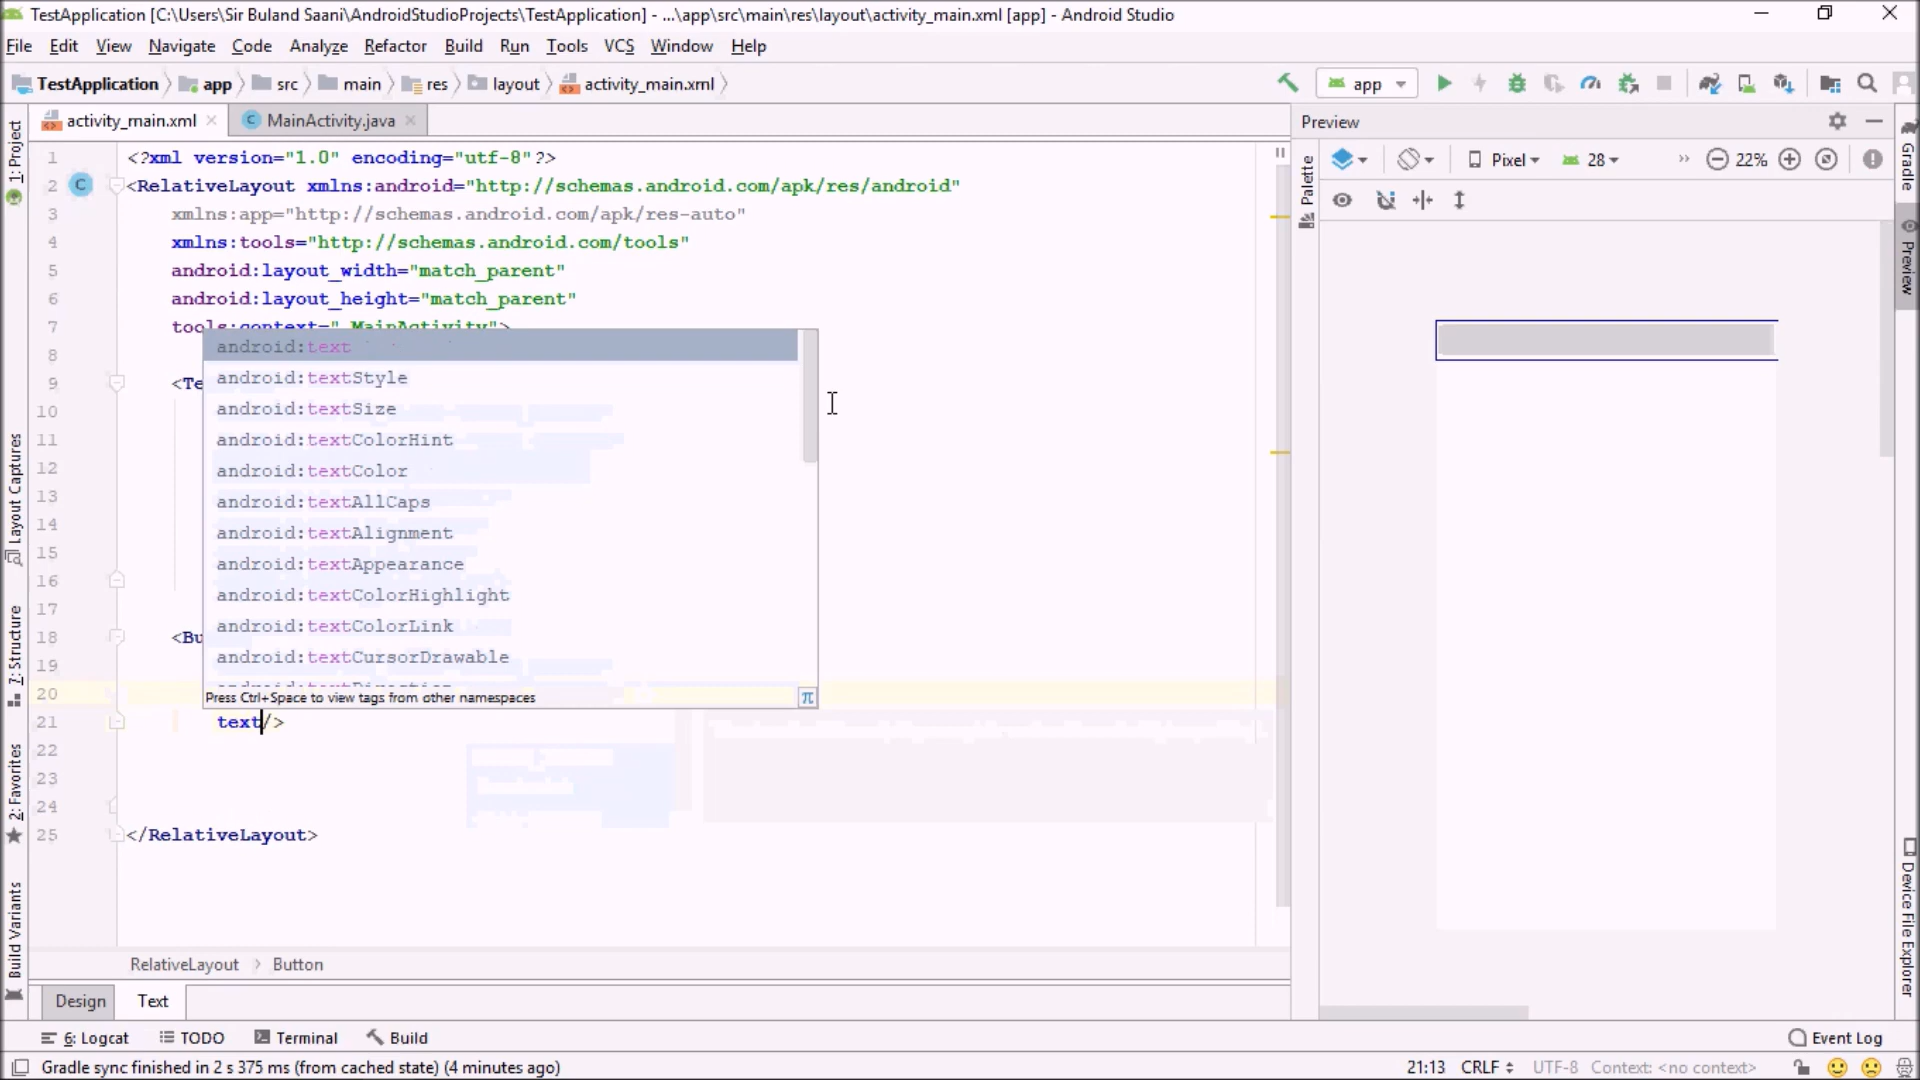 TestApplication [C:\Users\Sir Buland Saani\AndroidStudioProjects\TestApplication] - ...\app\src\main\res\layout\activity_main.xml [app] - Android Studio
File Edit View Navigate Code Analyze Refactor Build Run Tools VCS Window Help
TestApplication app src main res layout activity_main.xml app
activity_main.xml MainActivity.java
1 <?xml version="1.0" encoding="utf-8"?>
2 <RelativeLayout xmlns:android="http://schemas.android.com/apk/res/android"
3 xmlns:app="http://schemas.android.com/apk/res-auto"
4 xmlns:tools="http://schemas.android.com/tools"
5 android:layout_width="match_parent"
6 android:layout_height="match_parent"
7 tools:context=".MainActivity">
8
9 <Te
10
11
12
13
14
15
16
17
18 <Bu
19
20
21 text/>
22
23
24
25 </RelativeLayout>
android:text
android:textStyle
android:textSize
android:textColorHint
android:textColor
android:textAllCaps
android:textAlignment
android:textAppearance
android:textColorHighlight
android:textColorLink
android:textCursorDrawable
Press Ctrl+Space to view tags from other namespaces π
RelativeLayout > Button
Design Text
Preview
Pixel 28 >> 22%
Palette
1: Project
Layout Captures
7: Structure
2: Favorites
Build Variants
Gradle
Preview
Device File Explorer
6: Logcat TODO Terminal Build Event Log
Gradle sync finished in 2 s 375 ms (from cached state) (4 minutes ago) 21:13 CRLF UTF-8 Context: <no context>